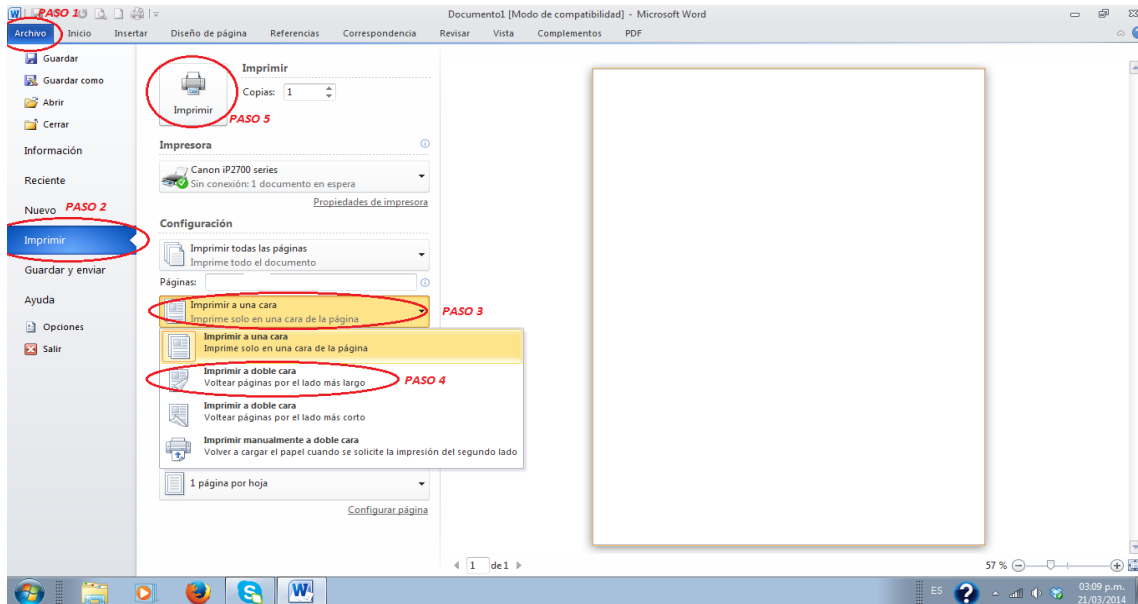 PASO 1
Documento1 [Modo de compatibilidad] - Microsoft Word
Archivo Inicio Insertar Diseño de página Referencias Correspondencia Revisar Vista Complementos PDF
Guardar
Guardar como
Abrir
Cerrar
Información
Reciente
Nuevo PASO 2
Imprimir
Guardar y enviar
Ayuda
Opciones
Salir
Imprimir
Copias: 1
Imprimir
PASO 5
Impresora
Canon iP2700 series
Sin conexión: 1 documento en espera
Propiedades de impresora
Configuración
Imprimir todas las páginas
Imprime todo el documento
Páginas:
Imprimir a una cara
Imprime solo en una cara de la página
PASO 3
Imprimir a una cara
Imprime solo en una cara de la página
Imprimir a doble cara
Voltear páginas por el lado más largo
PASO 4
Imprimir a doble cara
Voltear páginas por el lado más corto
Imprimir manualmente a doble cara
Volver a cargar el papel cuando se solicite la impresión del segundo lado
1 página por hoja
Configurar página
1 de 1
57 %
ES
03:09 p.m.
21/03/2014